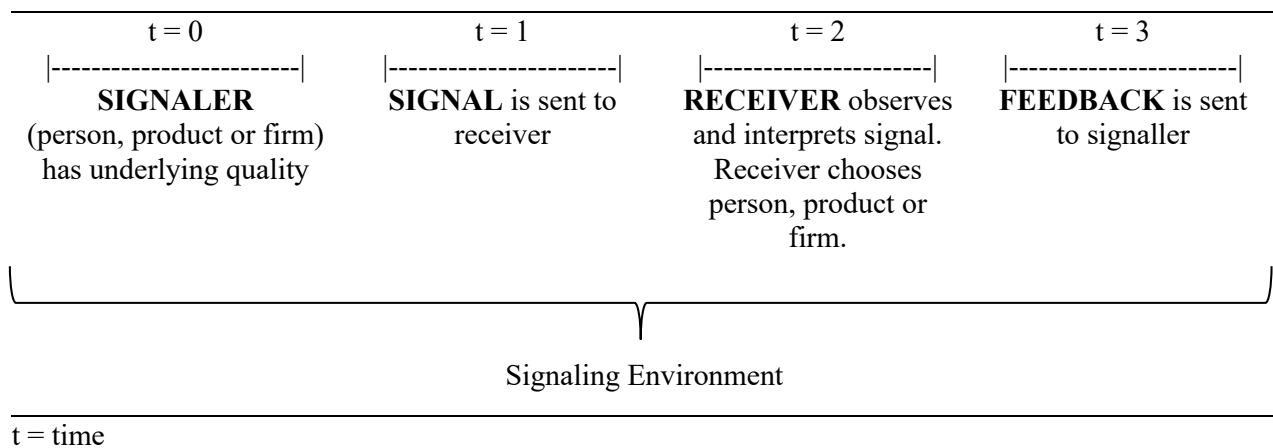 t = 0
|-------------------------|
SIGNALER
(person, product or firm)
has underlying quality
t = 1
|-----------------------|
SIGNAL is sent to
receiver
t = 2
|-----------------------|
RECEIVER observes
and interprets signal.
Receiver chooses
person, product or
firm.
t = 3
|-----------------------|
FEEDBACK is sent
to signaller
Signaling Environment
t = time